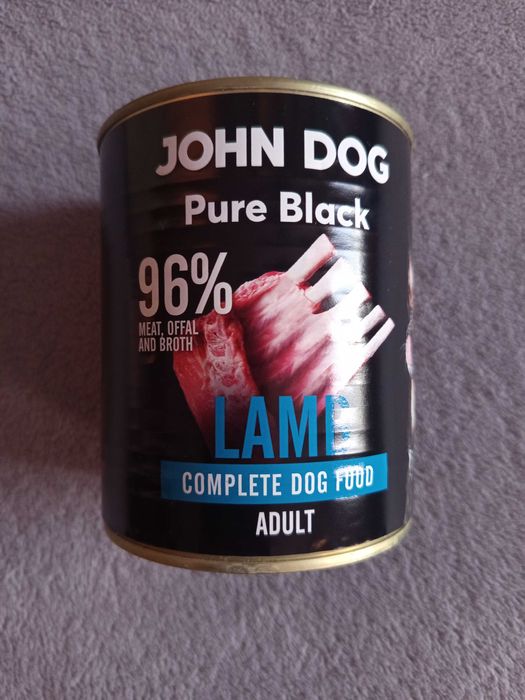 JOHN DOG
Pure Black
96%
MEAT, OFFAL
AND BROTH
LAMB
COMPLETE DOG FOOD
ADULT